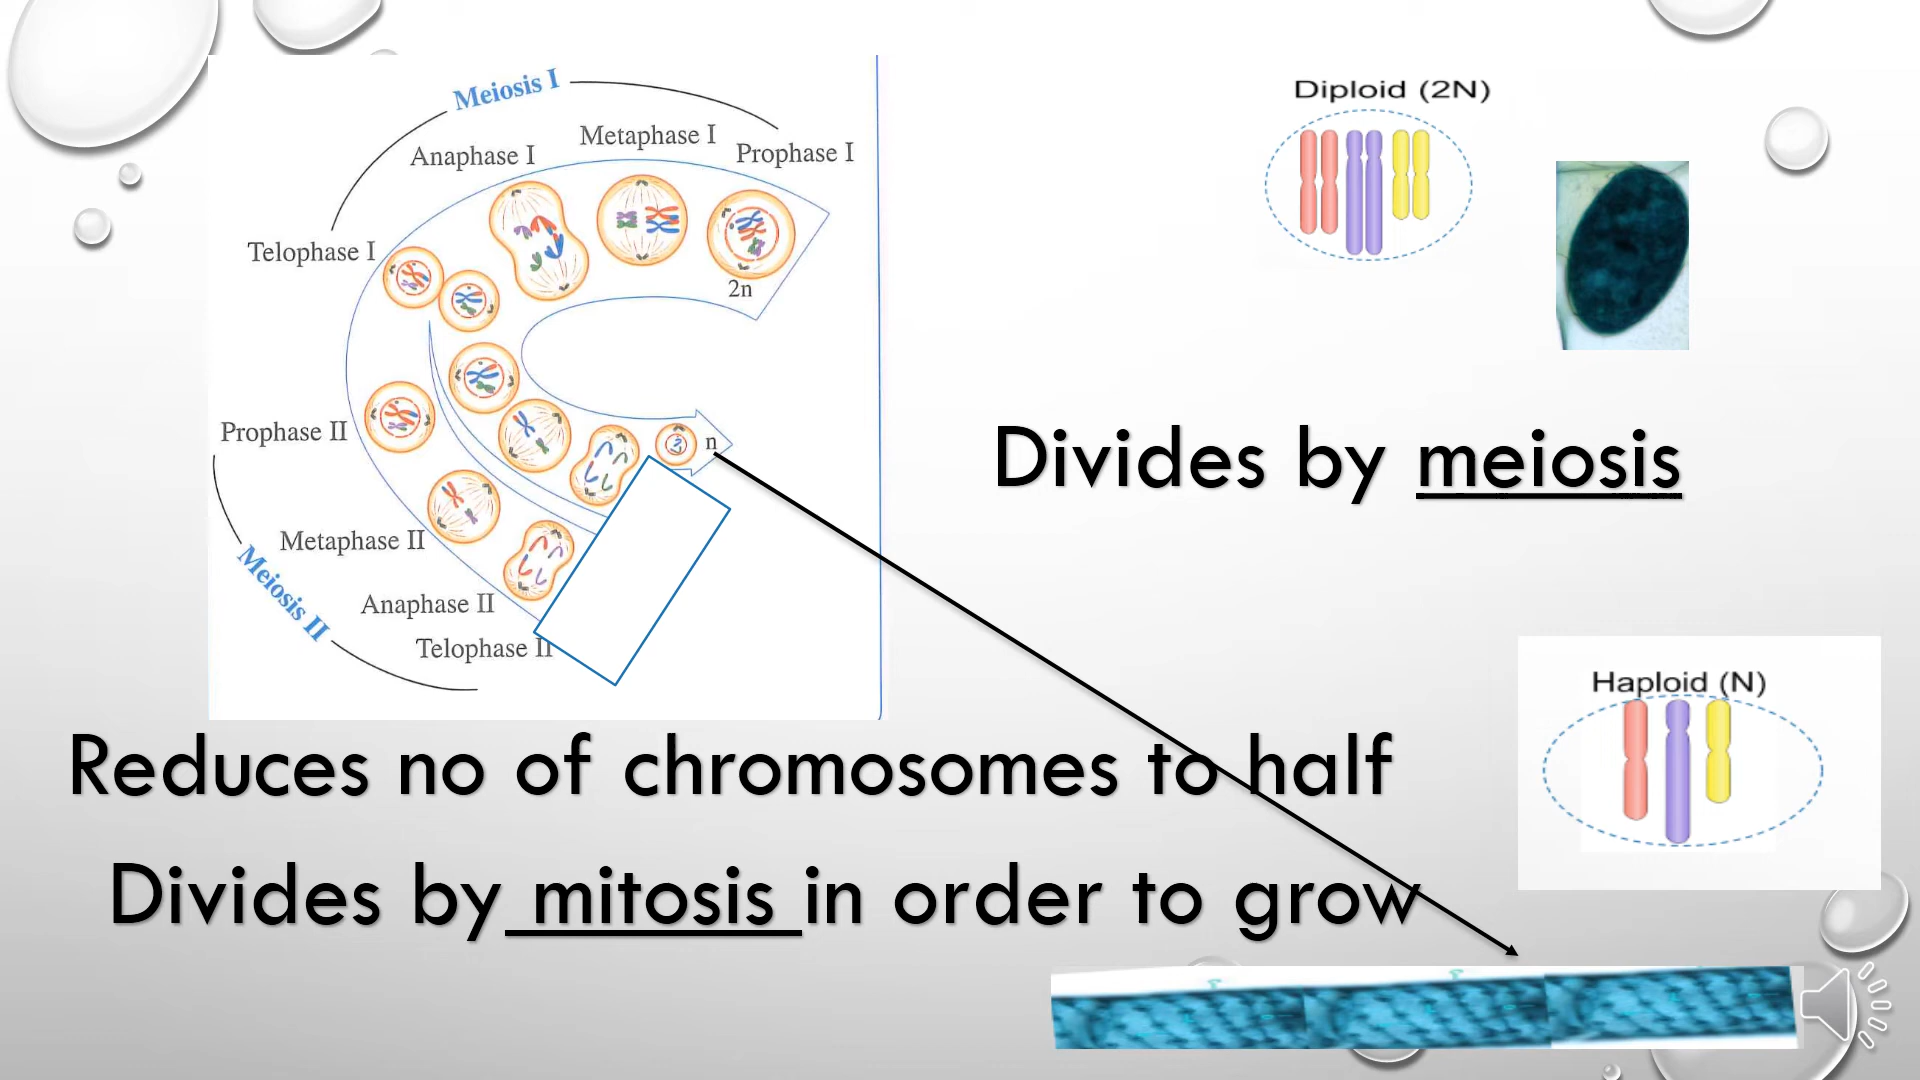 Meiosis I
Anaphase I
Metaphase I
Prophase I
Telophase I
2n
Prophase II
n
Metaphase II
Meiosis II
Anaphase II
Telophase II
Diploid (2N)
Divides by meiosis
Haploid (N)
Reduces no of chromosomes to half
Divides by mitosis in order to grow